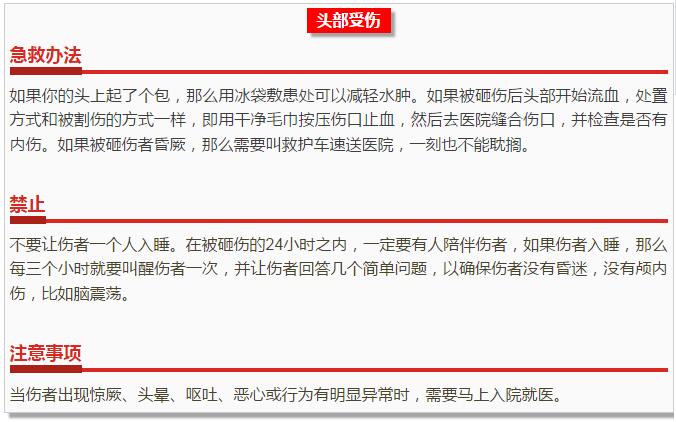 头部受伤
急救办法
如果你的头上起了个包，那么用冰袋敷患处可以减轻水肿。如果被砸伤后头部开始流血，处置
方式和被割伤的方式一样，即用干净毛巾按压伤口止血，然后去医院缝合伤口，并检查是否有
内伤。如果被砸伤者昏厥，那么需要叫救护车速送医院，一刻也不能耽搁。
禁止
不要让伤者一个人入睡。在被砸伤的24小时之内，一定要有人陪伴伤者，如果伤者入睡，那么
每三个小时就要叫醒伤者一次，并让伤者回答几个简单问题，以确保伤者没有昏迷，没有颅内
伤，比如脑震荡。
注意事项
当伤者出现惊厥、头晕、呕吐、恶心或行为有明显异常时，需要马上入院就医。